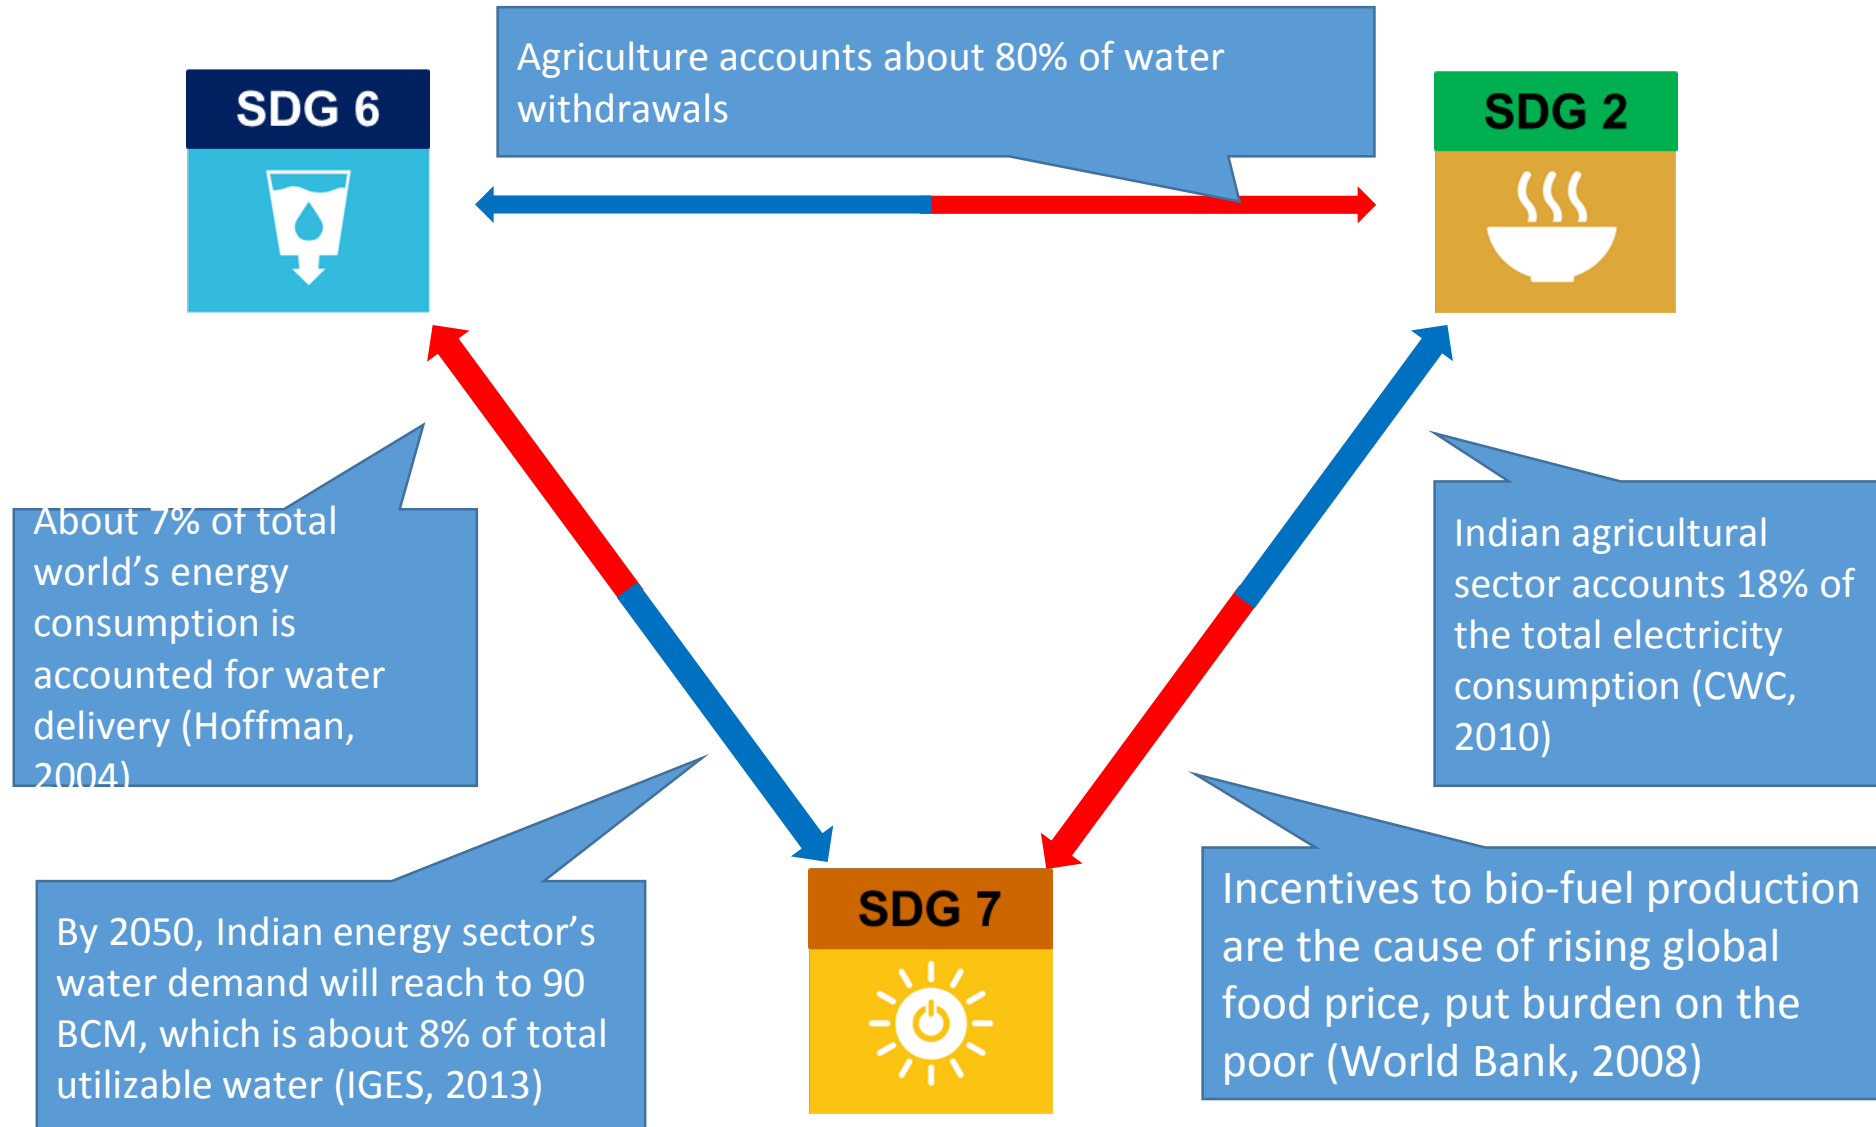 Agriculture accounts about 80% of water
withdrawals
SDG 6
SDG 2
About 7% of total
world’s energy
consumption is
accounted for water
delivery (Hoffman,
2004)
Indian agricultural
sector accounts 18% of
the total electricity
consumption (CWC,
2010)
By 2050, Indian energy sector’s
water demand will reach to 90
BCM, which is about 8% of total
utilizable water (IGES, 2013)
SDG 7
Incentives to bio-fuel production
are the cause of rising global
food price, put burden on the
poor (World Bank, 2008)